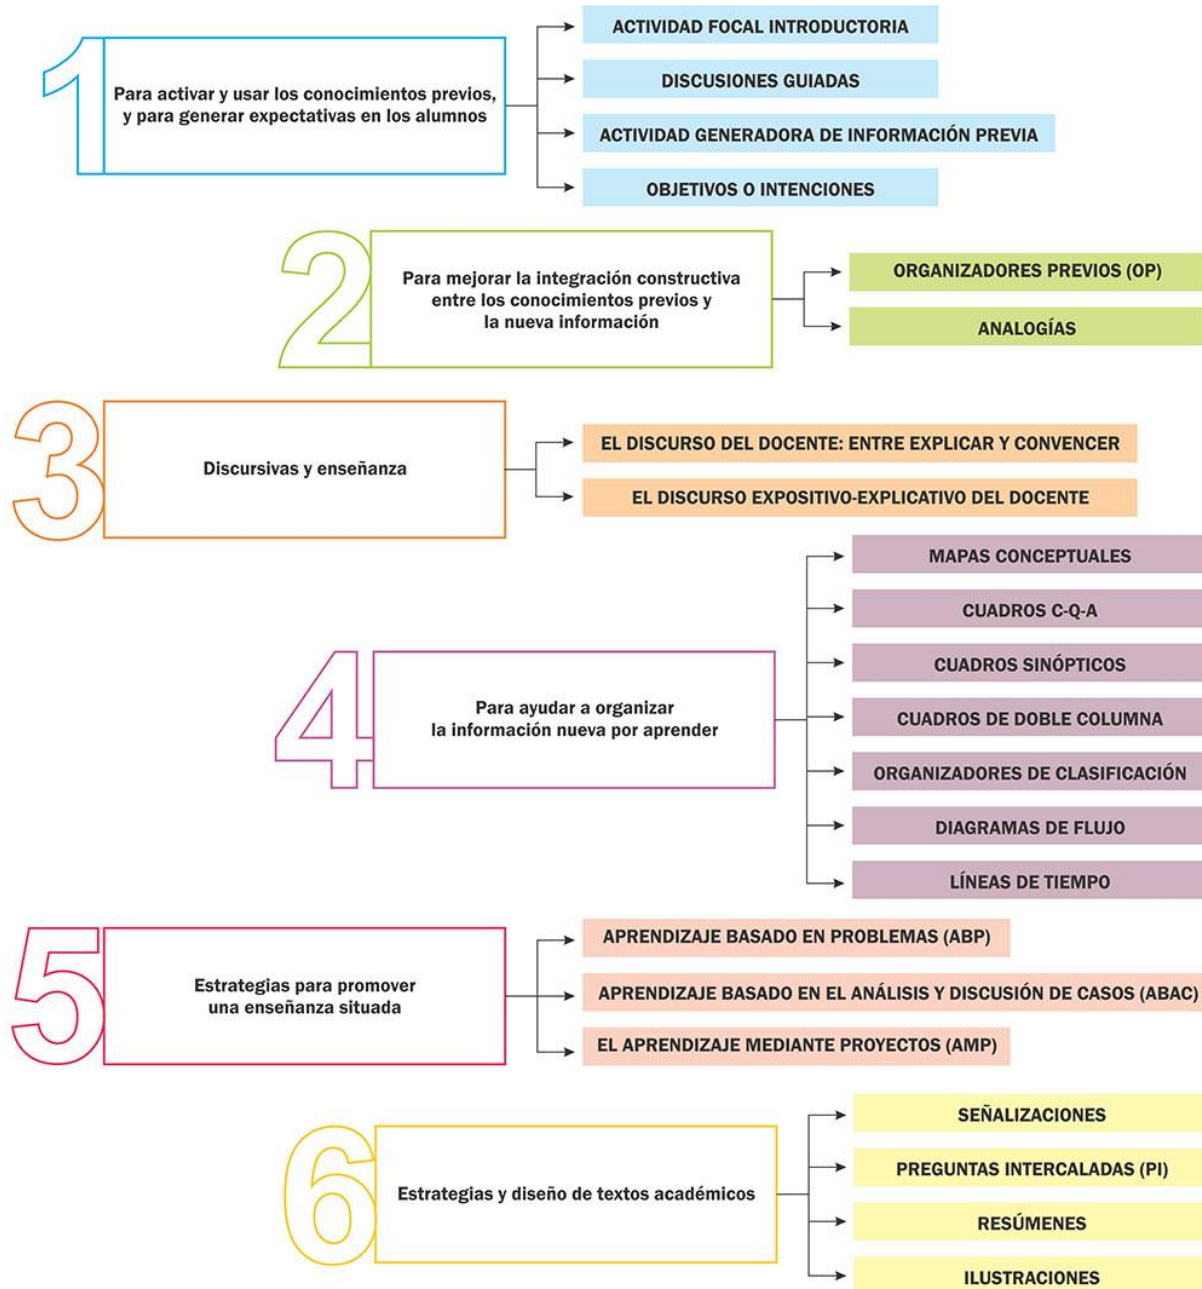 1
Para activar y usar los conocimientos previos,
y para generar expectativas en los alumnos
ACTIVIDAD FOCAL INTRODUCTORIA
DISCUSIONES GUIADAS
ACTIVIDAD GENERADORA DE INFORMACIÓN PREVIA
OBJETIVOS O INTENCIONES
2
Para mejorar la integración constructiva
entre los conocimientos previos y
la nueva información
ORGANIZADORES PREVIOS (OP)
ANALOGÍAS
3
Discursivas y enseñanza
EL DISCURSO DEL DOCENTE: ENTRE EXPLICAR Y CONVENCER
EL DISCURSO EXPOSITIVO-EXPLICATIVO DEL DOCENTE
4
Para ayudar a organizar
la información nueva por aprender
MAPAS CONCEPTUALES
CUADROS C-Q-A
CUADROS SINÓPTICOS
CUADROS DE DOBLE COLUMNA
ORGANIZADORES DE CLASIFICACIÓN
DIAGRAMAS DE FLUJO
LÍNEAS DE TIEMPO
5
Estrategias para promover
una enseñanza situada
APRENDIZAJE BASADO EN PROBLEMAS (ABP)
APRENDIZAJE BASADO EN EL ANÁLISIS Y DISCUSIÓN DE CASOS (ABAC)
EL APRENDIZAJE MEDIANTE PROYECTOS (AMP)
6
Estrategias y diseño de textos académicos
SEÑALIZACIONES
PREGUNTAS INTERCALADAS (PI)
RESÚMENES
ILUSTRACIONES